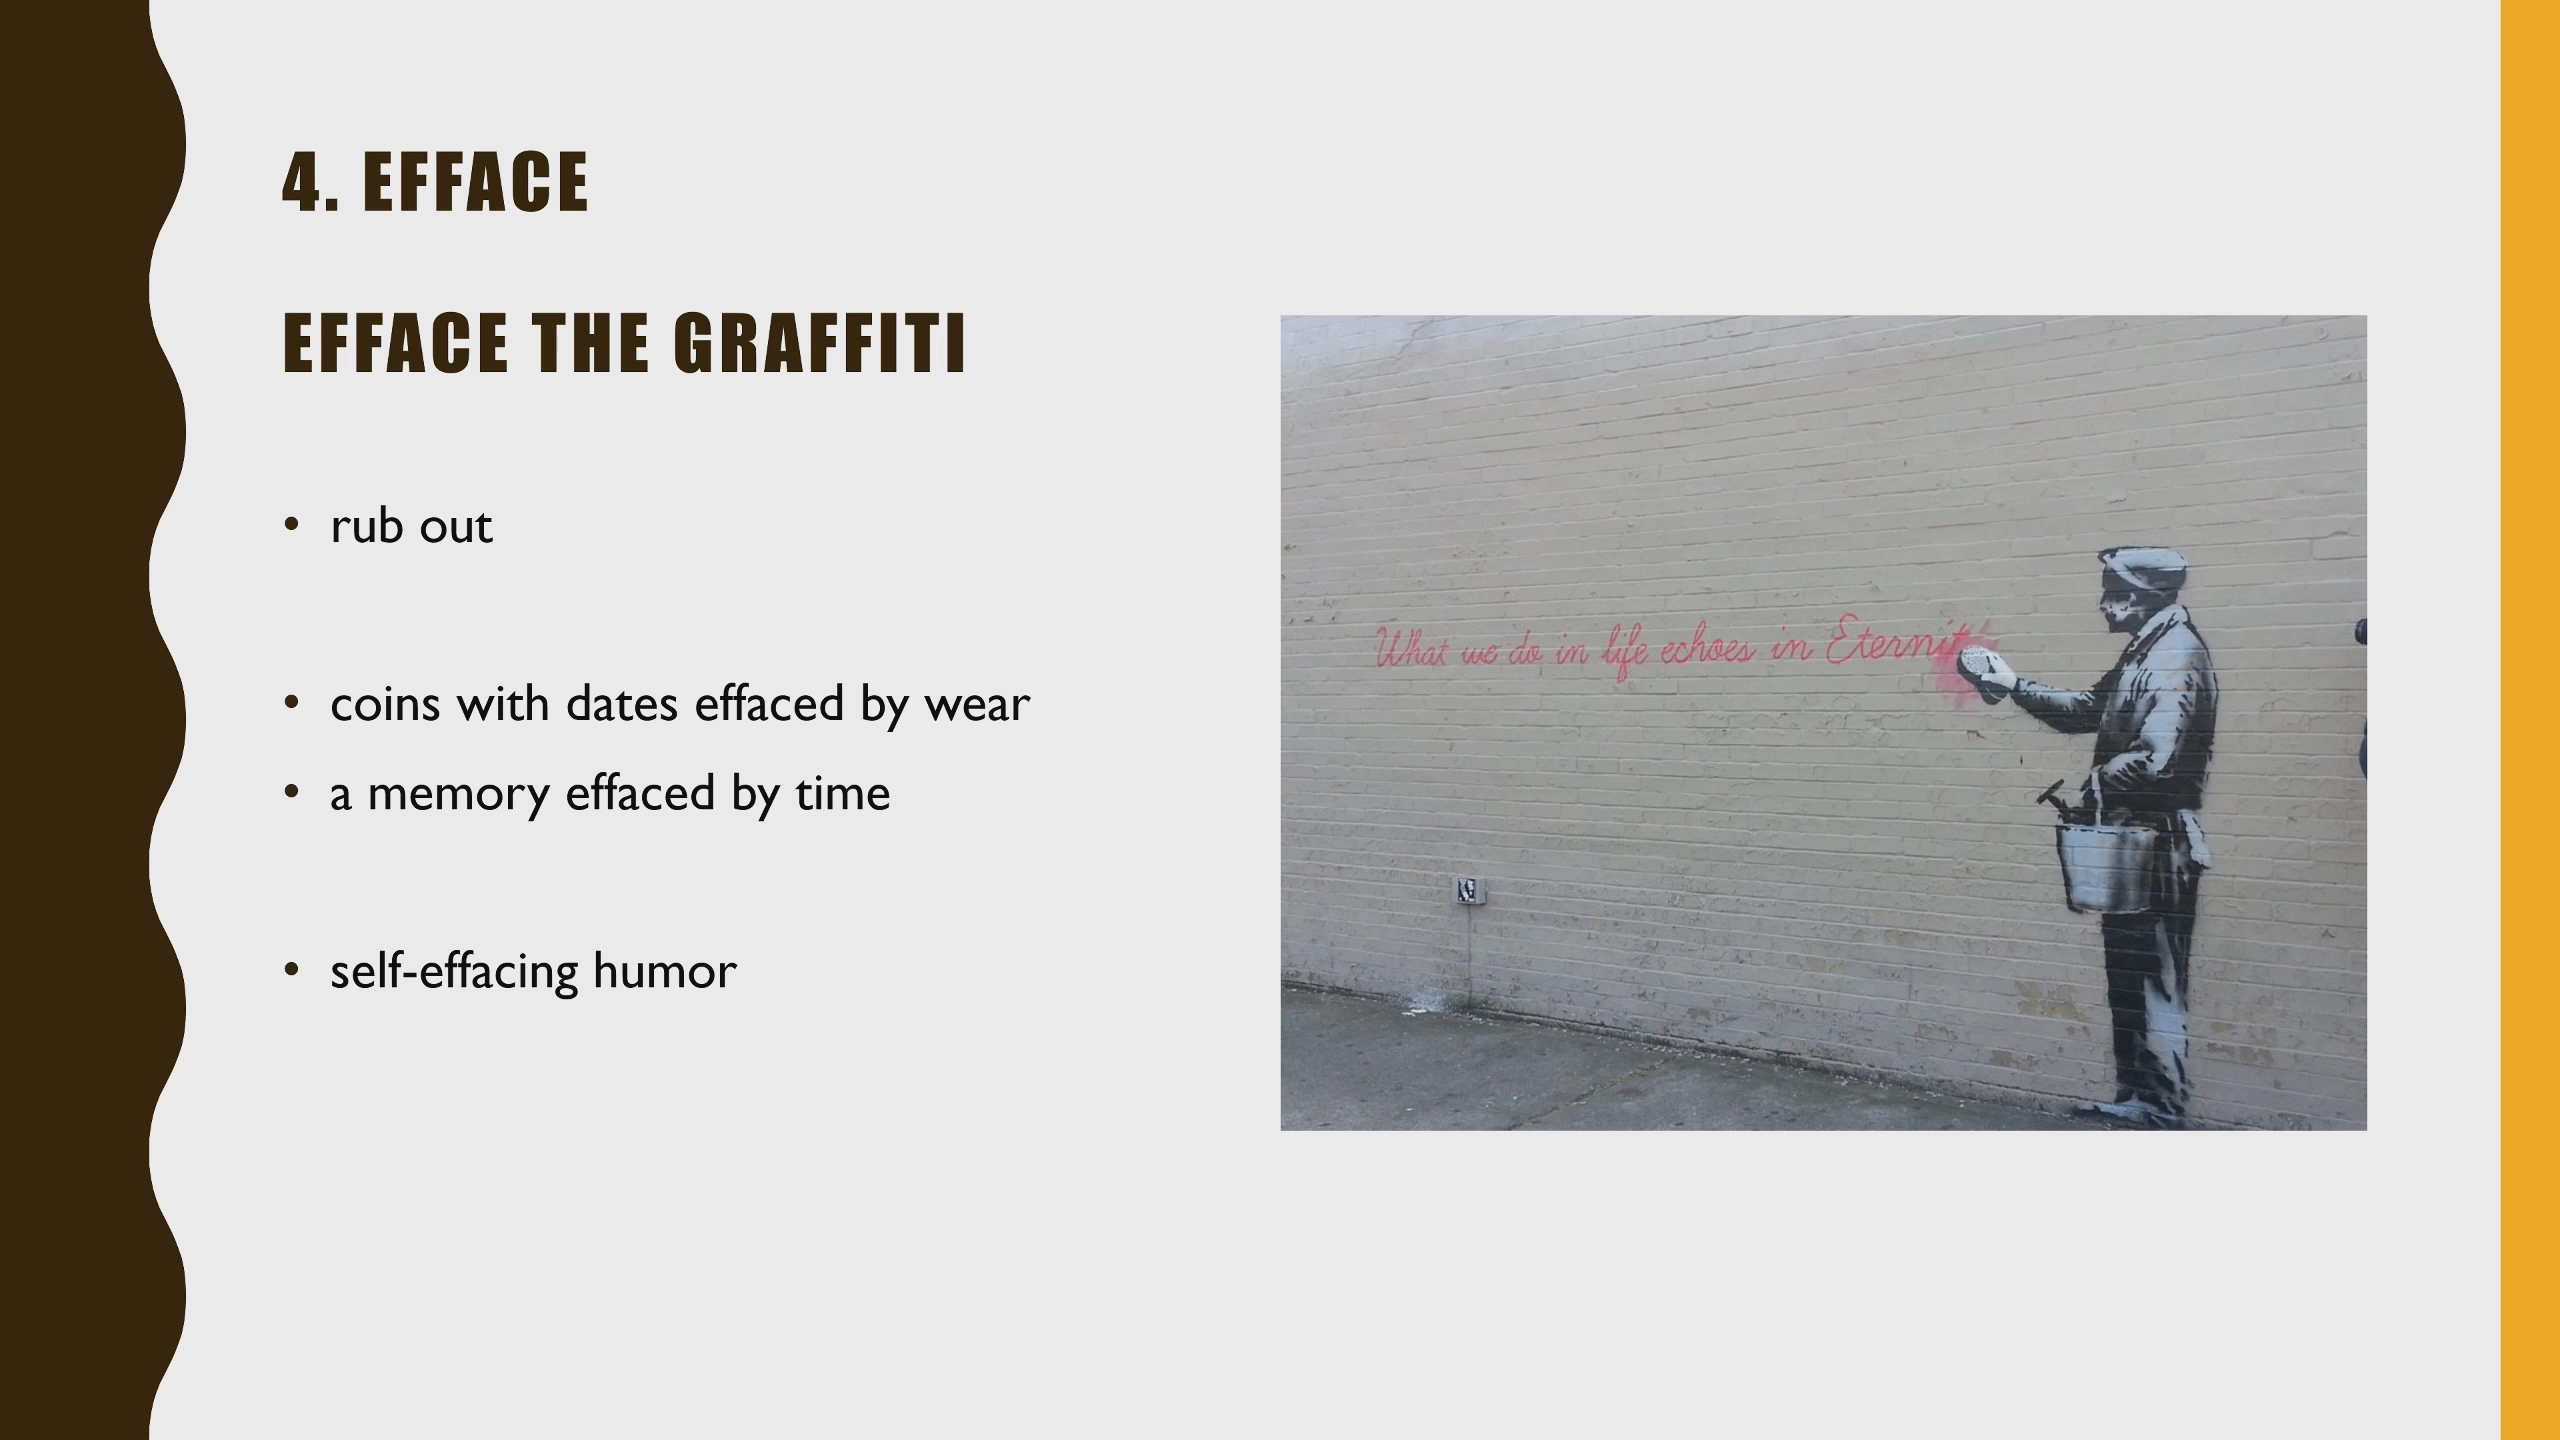 4. EFFACE
EFFACE THE GRAFFITI
• rub out
• coins with dates effaced by wear
• a memory effaced by time
• self-effacing humor
What we do in life echoes in Eternit